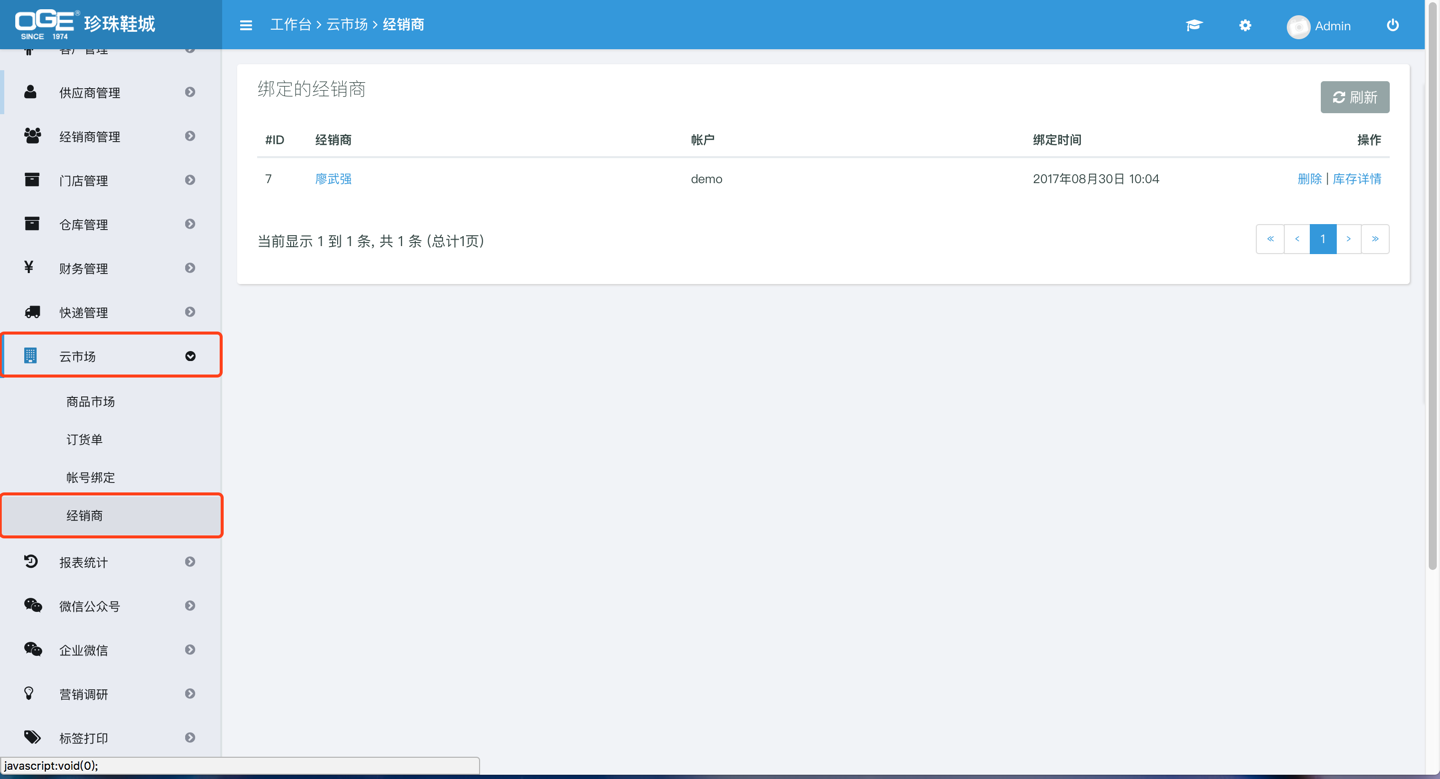 OGE® 珍珠鞋城
SINCE 1974
工作台 > 云市场 > 经销商
Admin
客户管理
供应商管理
经销商管理
门店管理
仓库管理
财务管理
快递管理
云市场
商品市场
订货单
帐号绑定
经销商
报表统计
微信公众号
企业微信
营销调研
标签打印
绑定的经销商
刷新
#ID 经销商 帐户 绑定时间 操作
7 廖武强 demo 2017年08月30日 10:04 删除 | 库存详情
当前显示 1 到 1 条, 共 1 条 (总计1页)
« ‹ 1 › »
javascript:void(0);